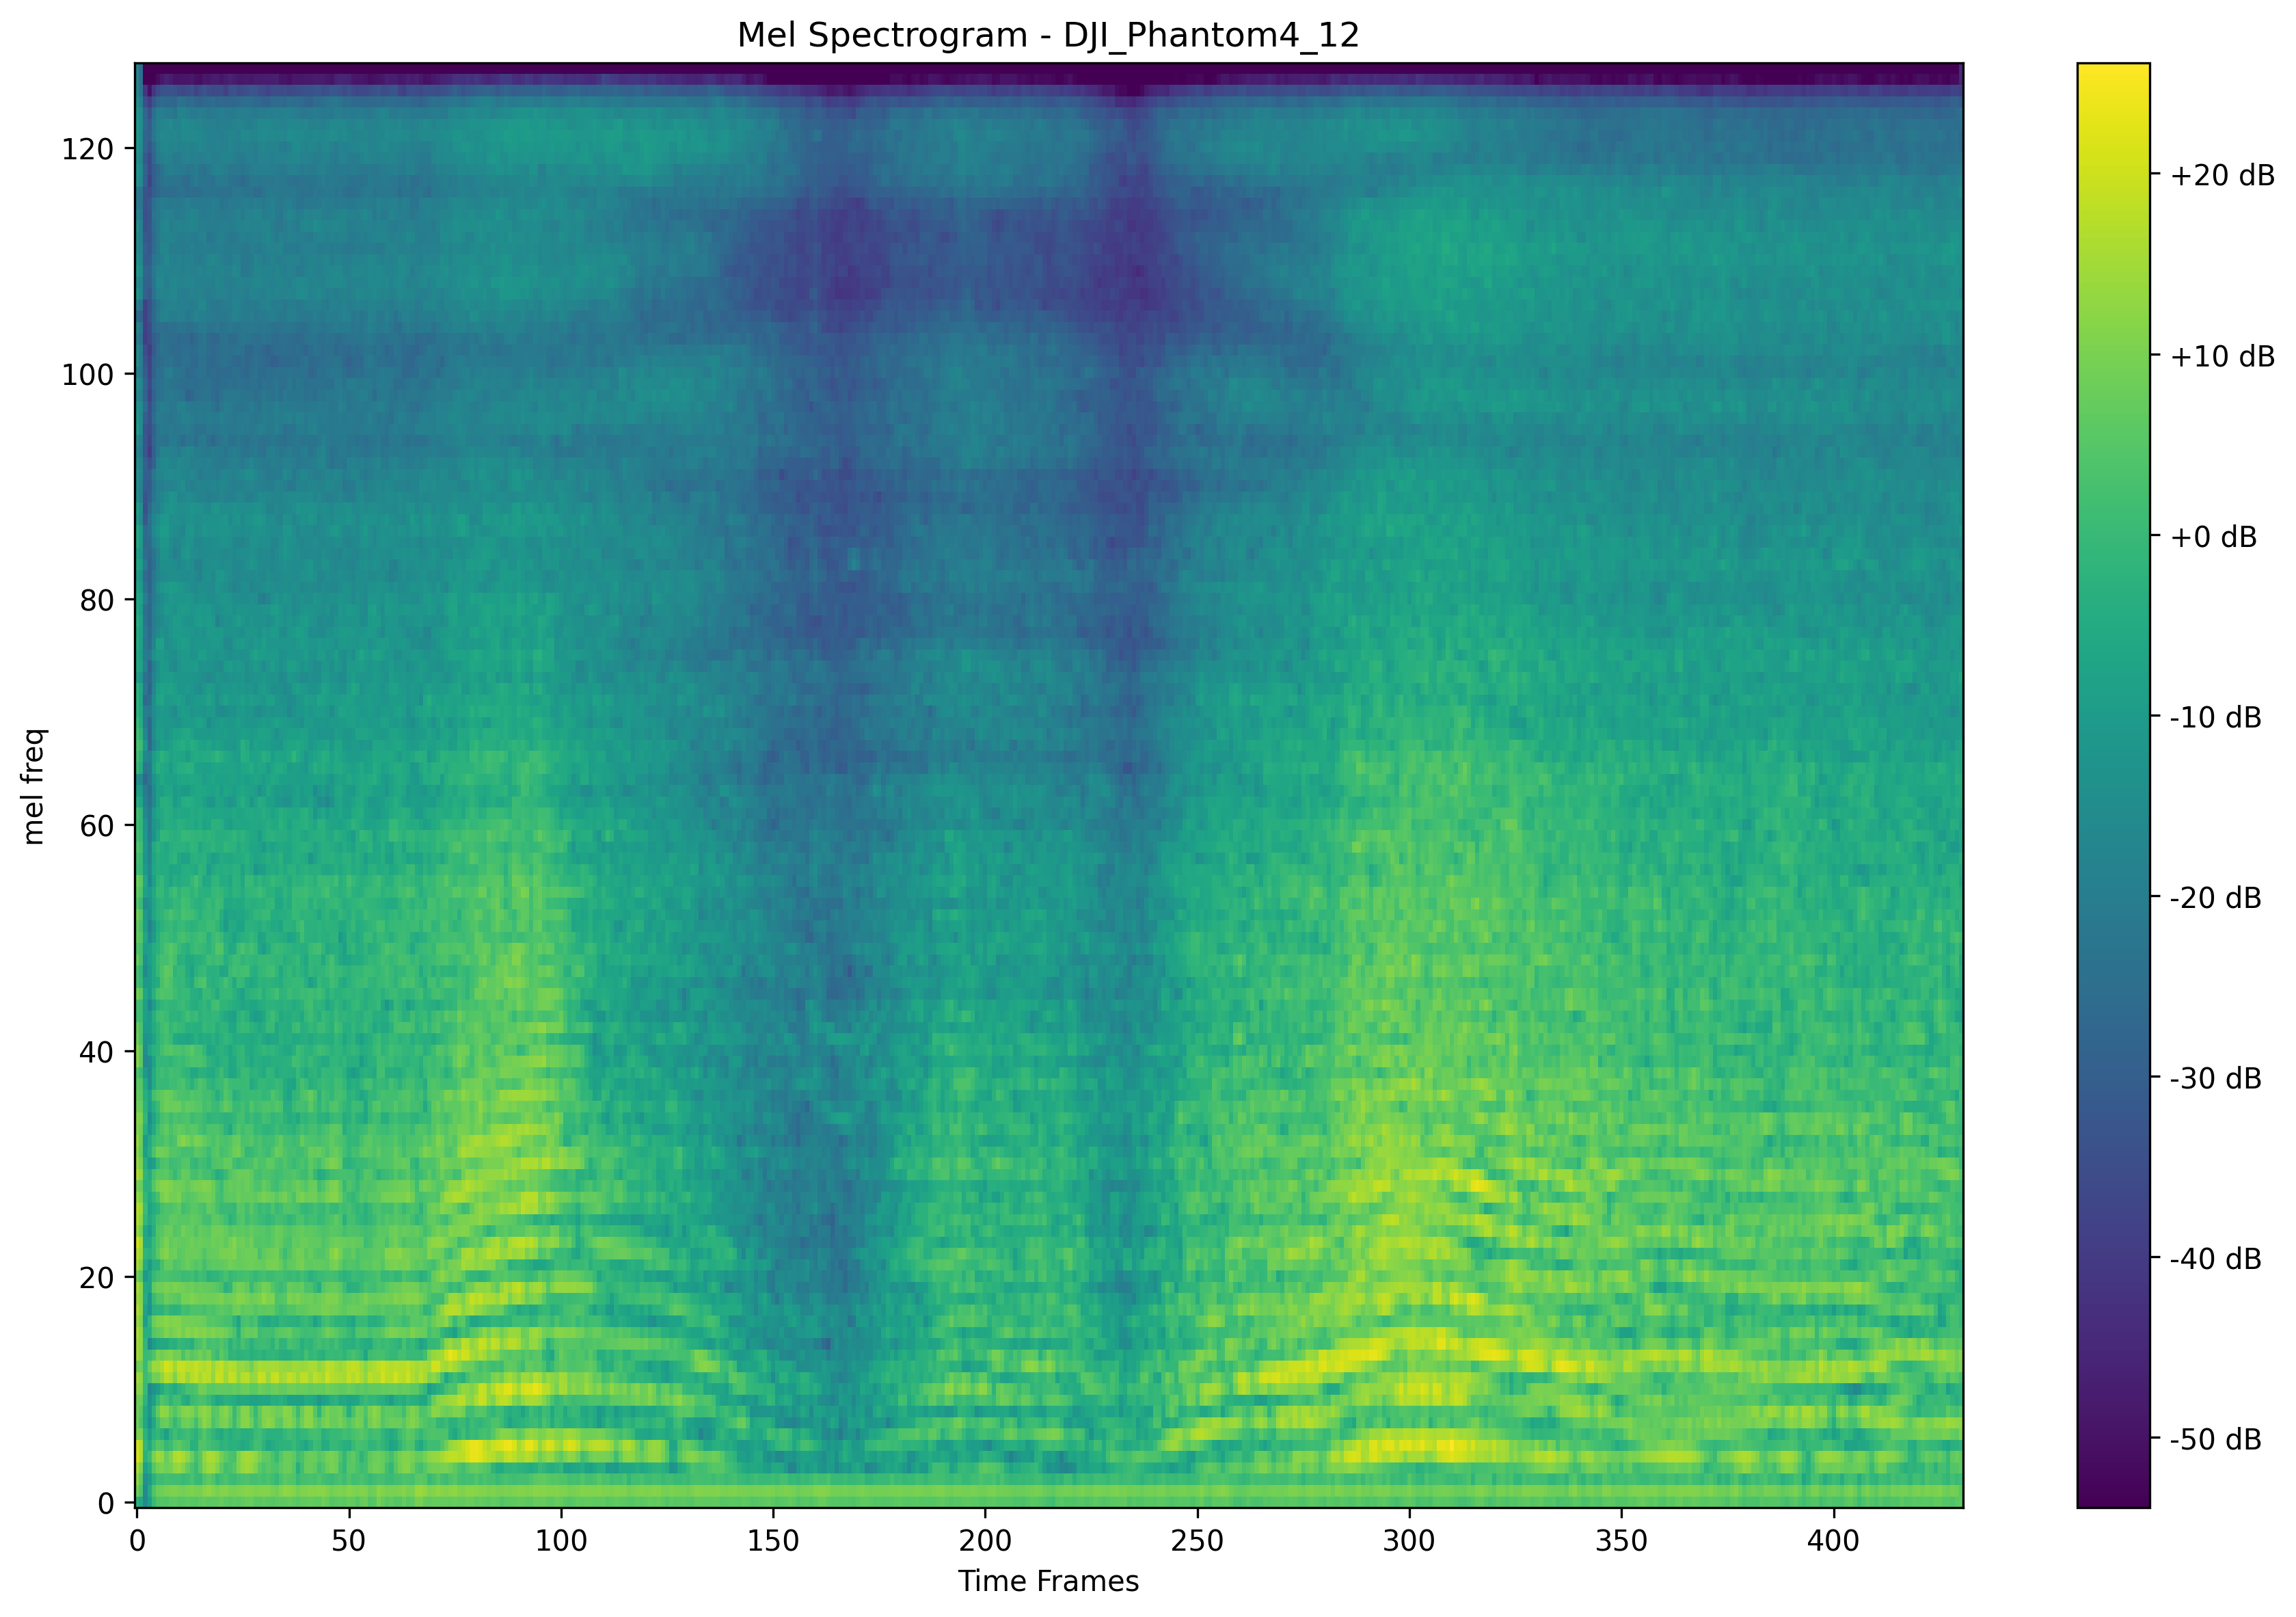 Mel Spectrogram - DJI_Phantom4_12
120
100
80
60
40
20
0
mel freq
0
50
100
150
200
250
300
350
400
Time Frames
+20 dB
+10 dB
+0 dB
-10 dB
-20 dB
-30 dB
-40 dB
-50 dB